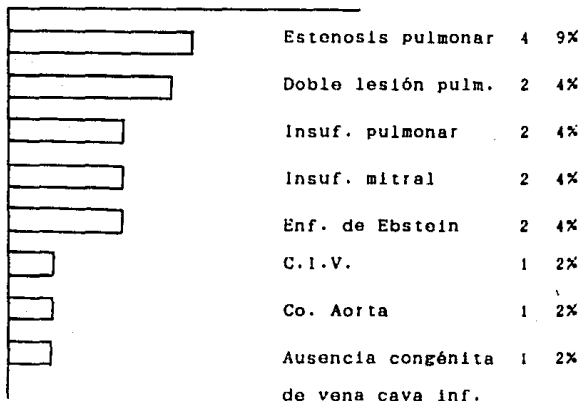 Estenosis pulmonar 4 9%
Doble lesión pulm. 2 4%
Insuf. pulmonar 2 4%
Insuf. mitral 2 4%
Enf. de Ebstein 2 4%
C.I.V. 1 2%
Co. Aorta 1 2%
Ausencia congénita 1 2%
de vena cava inf.